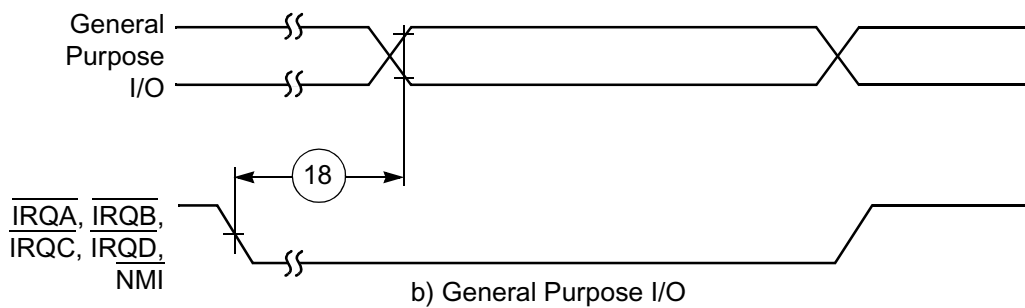 General
Purpose
I/O
18
IRQA, IRQB,
IRQC, IRQD,
NMI
b) General Purpose I/O